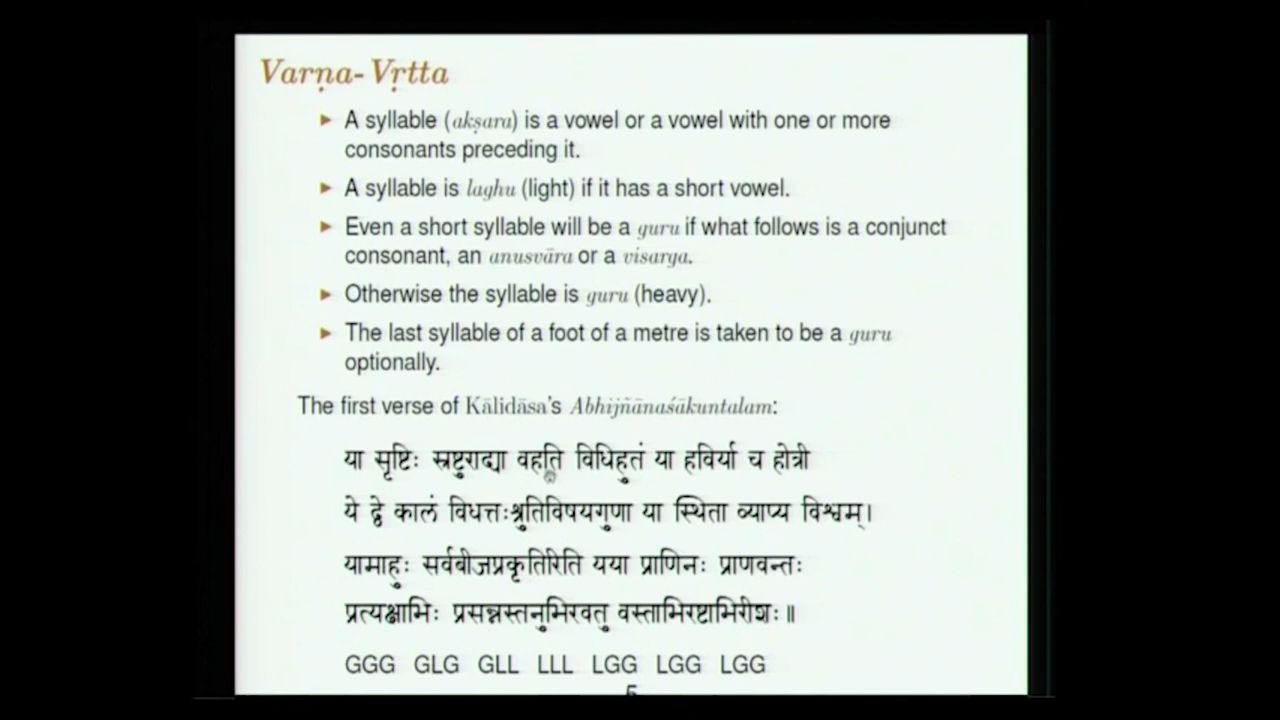 Varṇa-Vṛtta
► A syllable (akṣara) is a vowel or a vowel with one or more
consonants preceding it.
► A syllable is laghu (light) if it has a short vowel.
► Even a short syllable will be a guru if what follows is a conjunct
consonant, an anusvāra or a visarga.
► Otherwise the syllable is guru (heavy).
► The last syllable of a foot of a metre is taken to be a guru
optionally.
The first verse of Kālidāsa's Abhijñānaśākuntalam:
या सृष्टिः स्रष्टुराद्या वहति विधिहुतं या हविर्या च होत्री
ये द्वे कालं विधत्तःश्रुतिविषयगुणा या स्थिता व्याप्य विश्वम्।
यामाहुः सर्वबीजप्रकृतिरिति यया प्राणिनः प्राणवन्तः
प्रत्यक्षाभिः प्रसन्नस्तनुभिरवतु वस्ताभिरष्टाभिरीशः॥
GGG GLG GLL LLL LGG LGG LGG